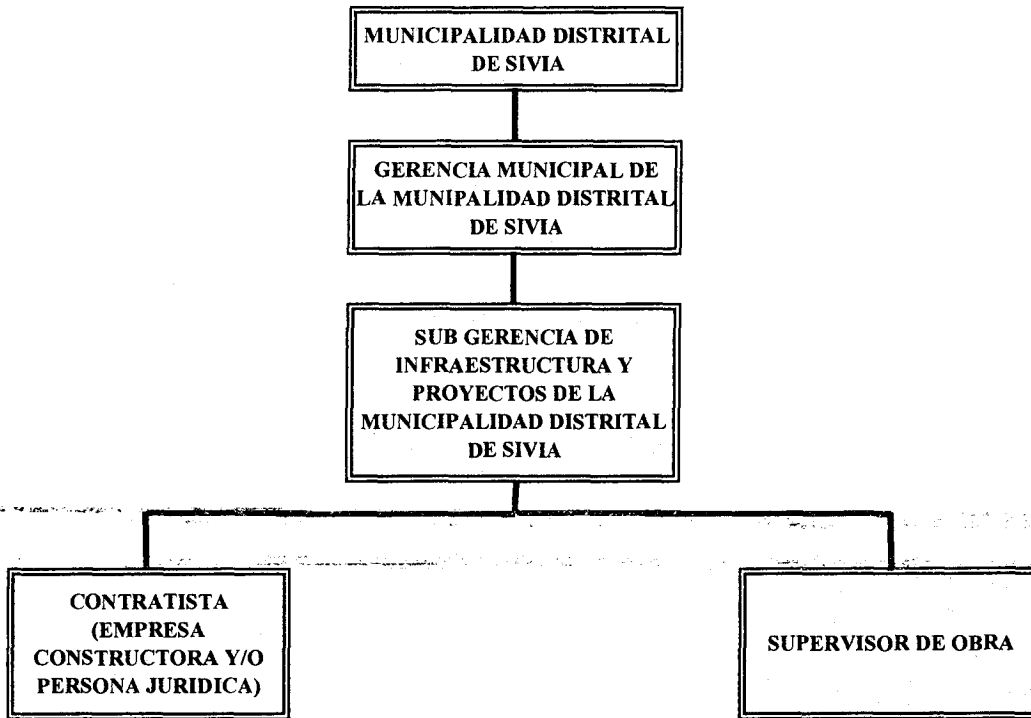 MUNICIPALIDAD DISTRITAL
DE SIVIA
GERENCIA MUNICIPAL DE
LA MUNIPALIDAD DISTRITAL
DE SIVIA
SUB GERENCIA DE
INFRAESTRUCTURA Y
PROYECTOS DE LA
MUNICIPALIDAD DISTRITAL
DE SIVIA
CONTRATISTA
(EMPRESA
CONSTRUCTORA Y/O
PERSONA JURIDICA)
SUPERVISOR DE OBRA